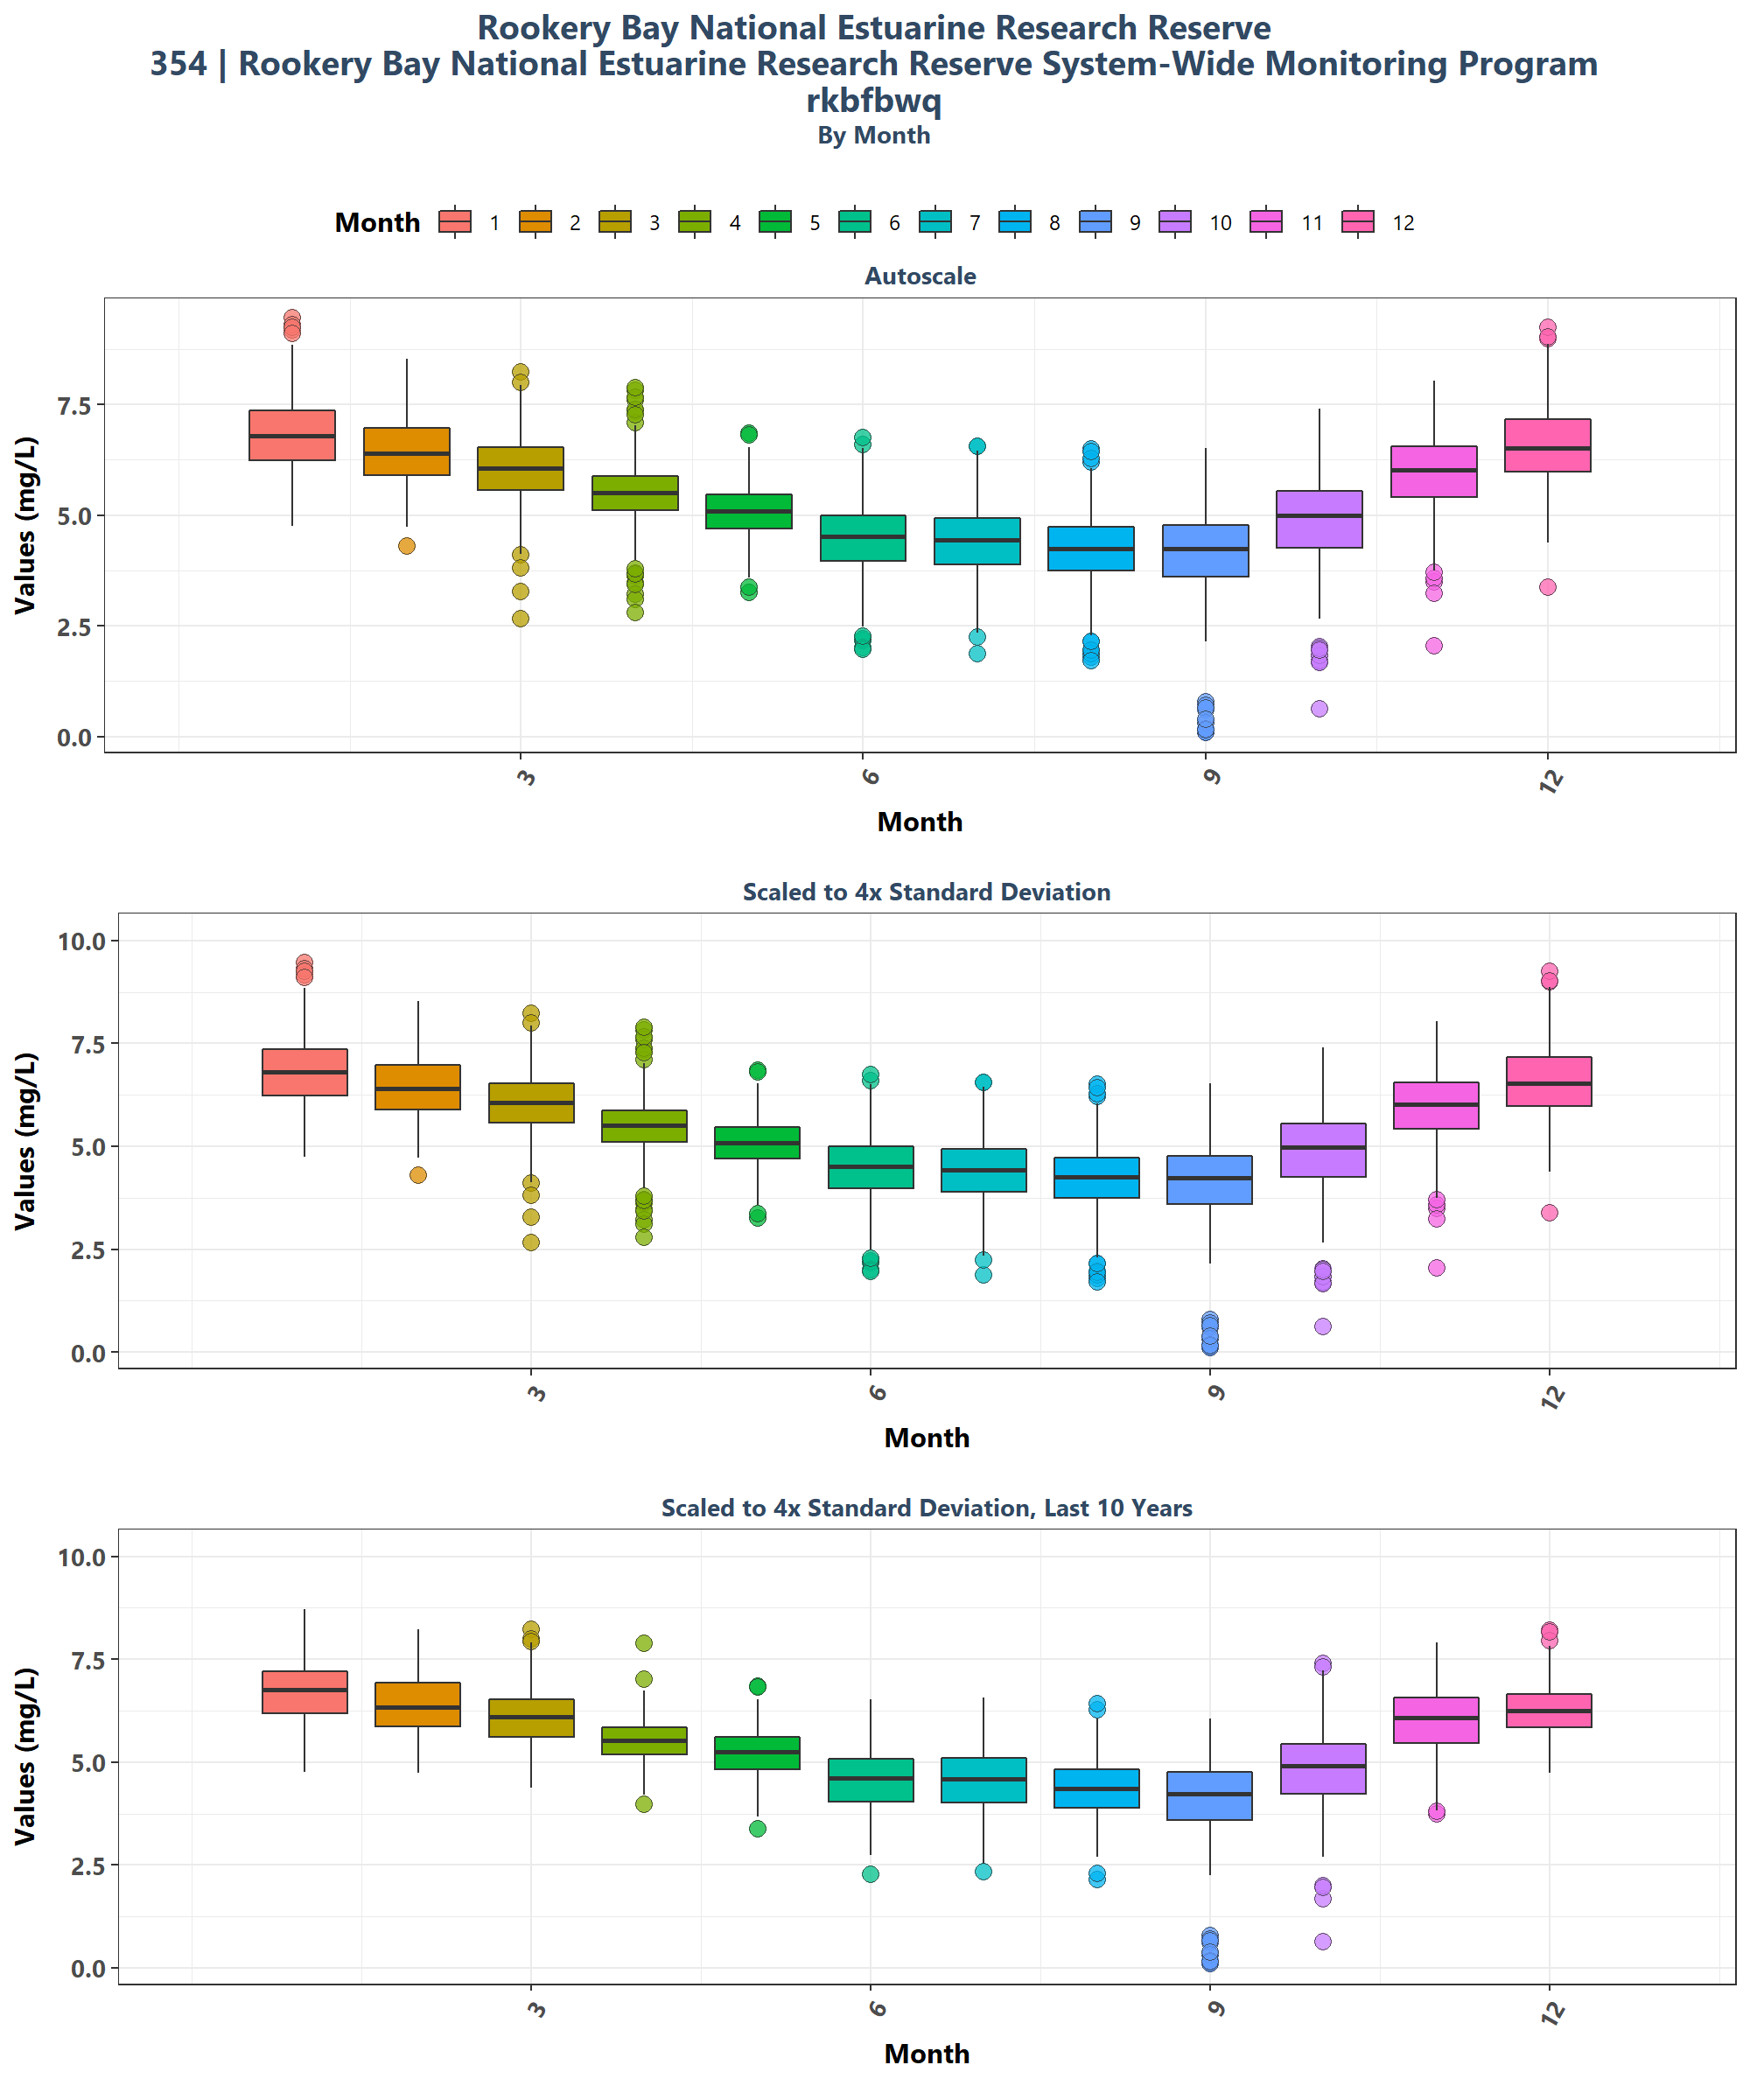 Rookery Bay National Estuarine Research Reserve
354 | Rookery Bay National Estuarine Research Reserve System-Wide Monitoring Program
rkbfbwq
By Month
Month 1 2 3 4 5 6 7 8 9 10 11 12
Autoscale
Values (mg/L)
7.5
5.0
2.5
0.0
3 6 9 12
Month
Scaled to 4x Standard Deviation
Values (mg/L)
10.0
7.5
5.0
2.5
0.0
3 6 9 12
Month
Scaled to 4x Standard Deviation, Last 10 Years
Values (mg/L)
10.0
7.5
5.0
2.5
0.0
3 6 9 12
Month